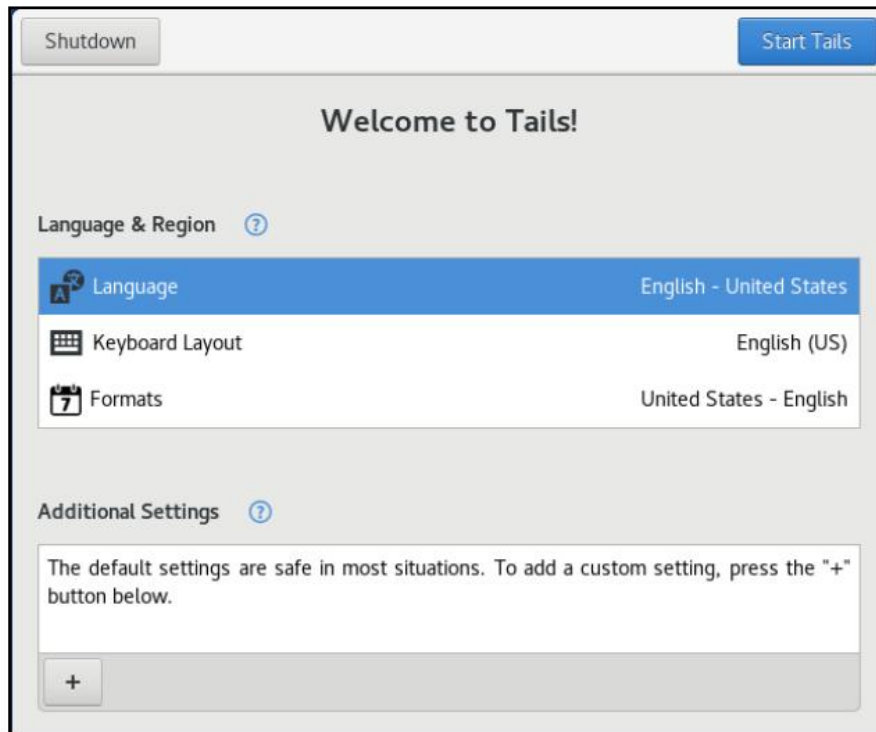 Shutdown
Start Tails
Welcome to Tails!
Language & Region ?
Language English - United States
Keyboard Layout English (US)
7 Formats United States - English
Additional Settings ?
The default settings are safe in most situations. To add a custom setting, press the "+"
button below.
+